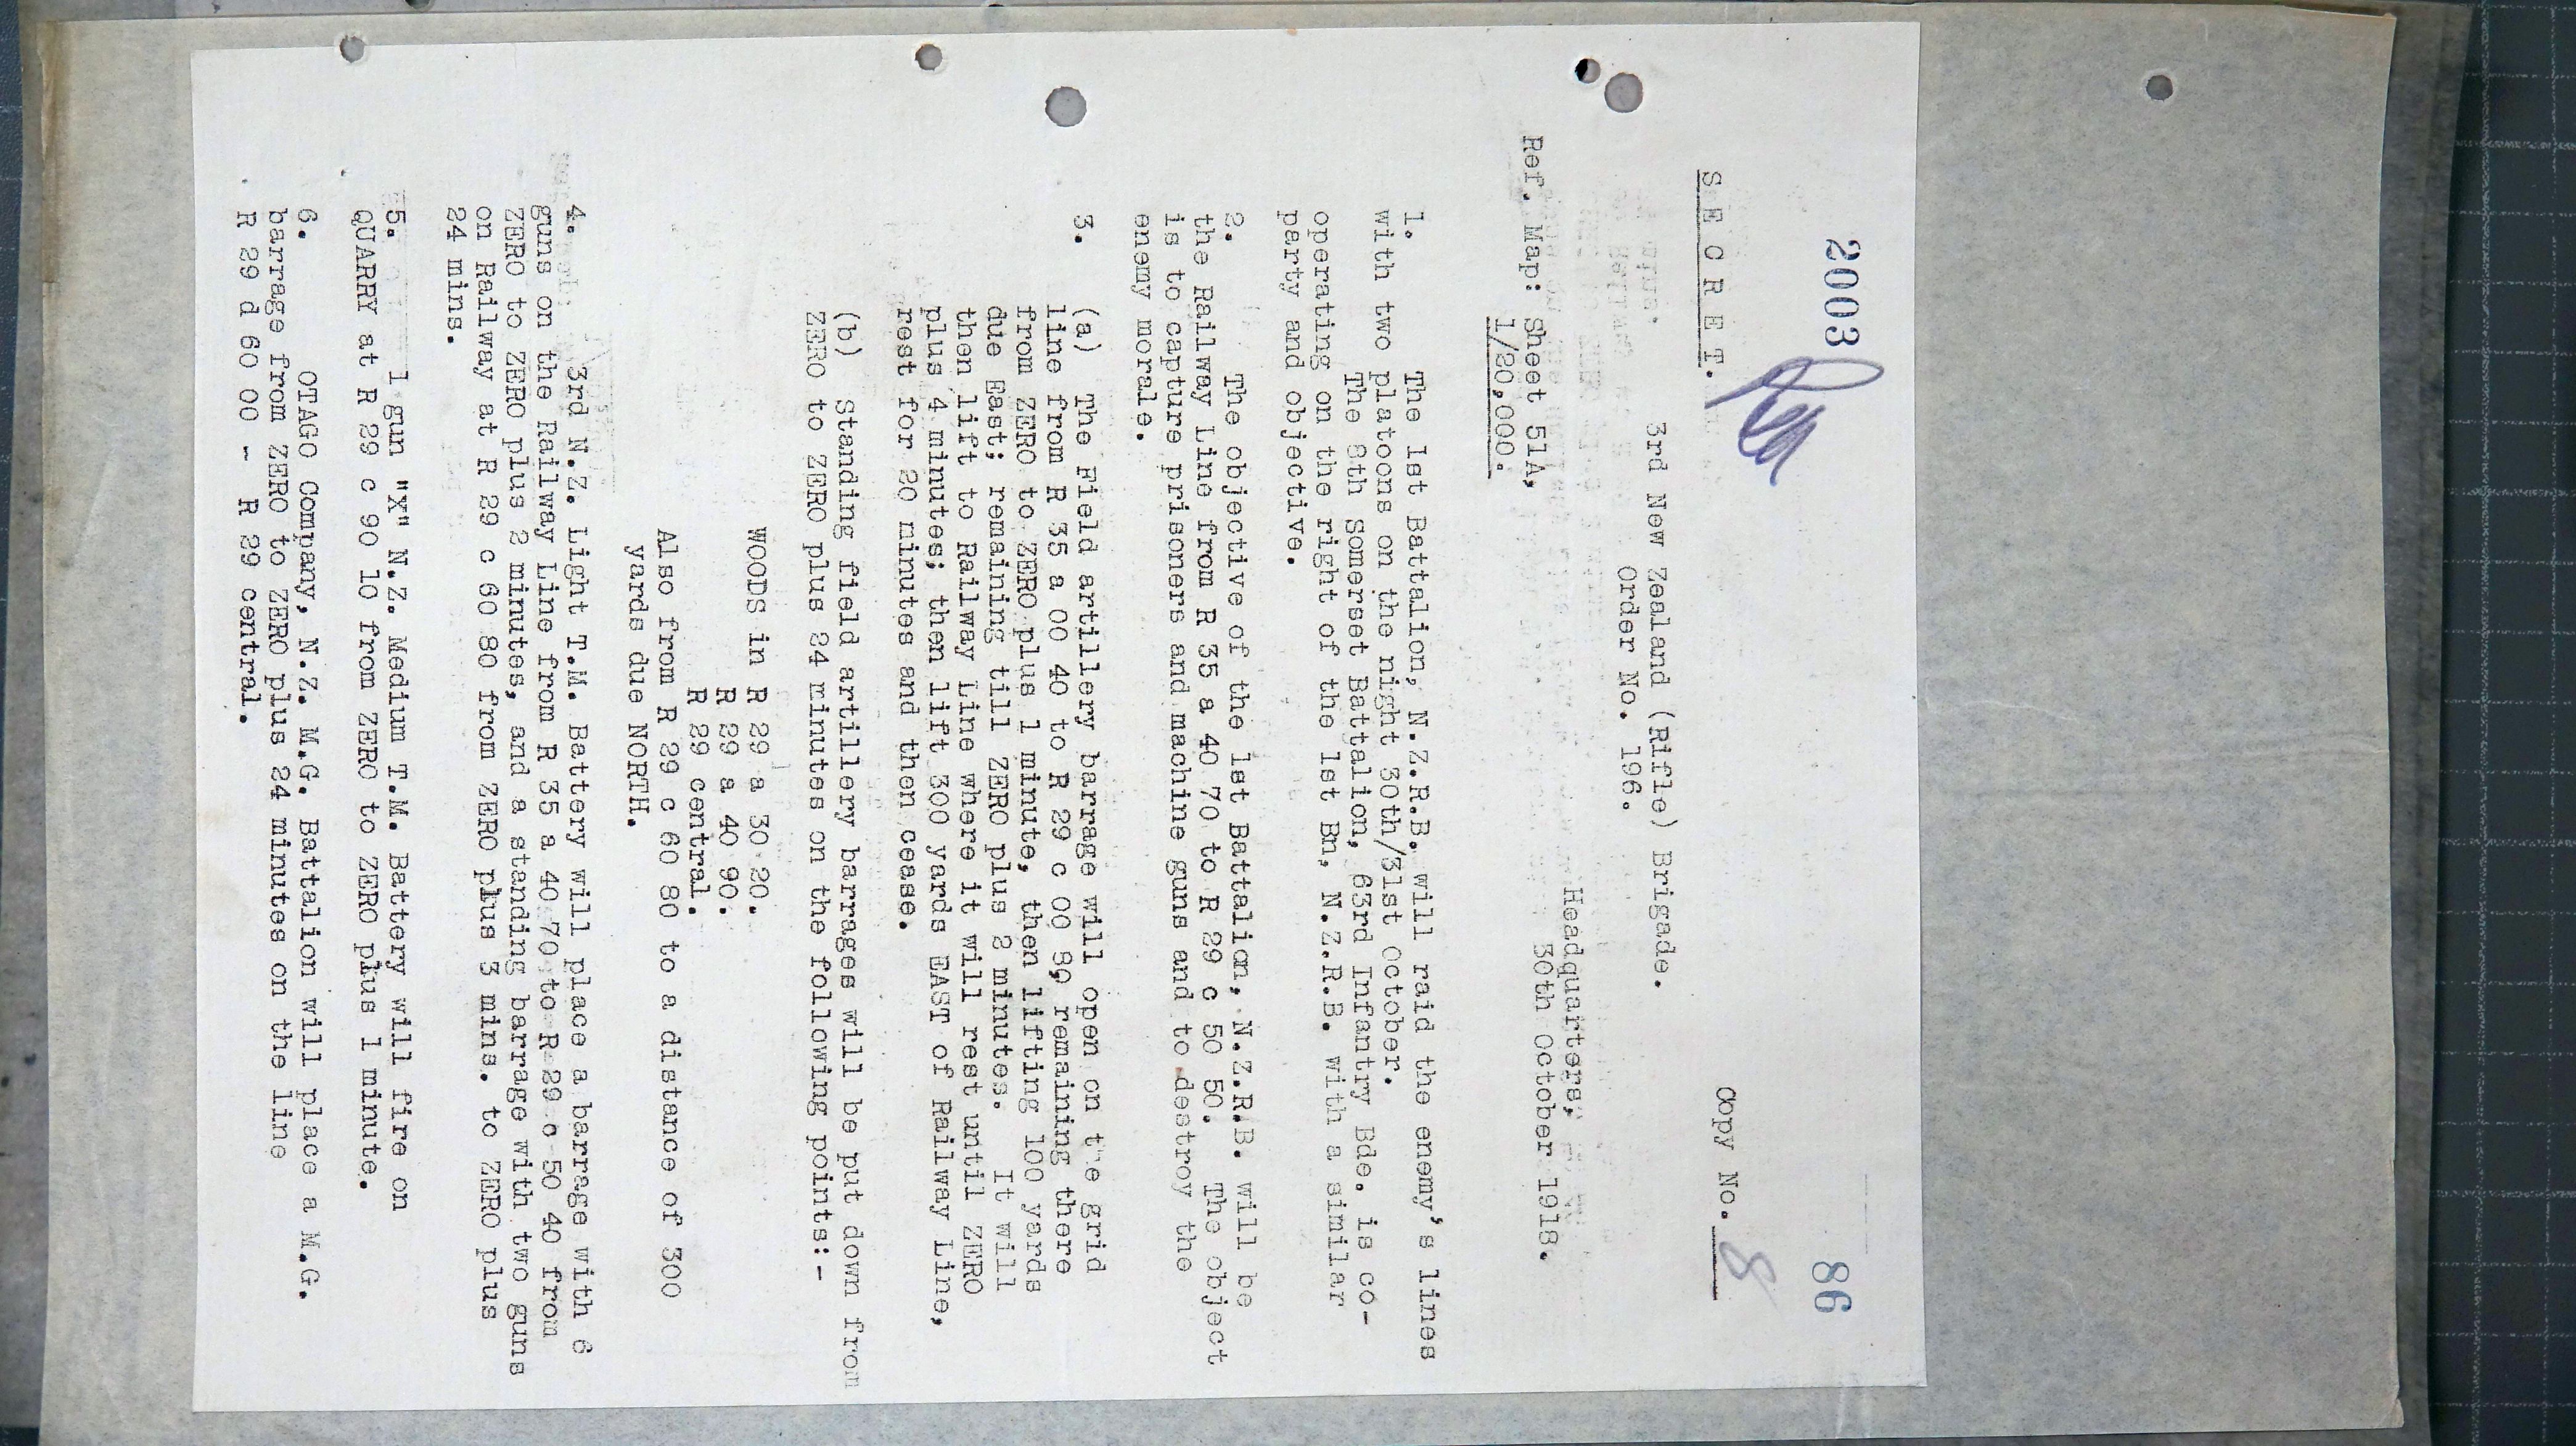 2003
86
S E C R E T.
Copy No. 8
3rd New Zealand (Rifle) Brigade.
Order No. 196.
Headquarters,
30th October 1918.
Ref. Map: Sheet 51A,
1/20,000.
1. The 1st Battalion, N.Z.R.B. will raid the enemy's lines
with two platoons on the night 30th/31st October.
The 8th Somerset Battalion, 63rd Infantry Bde. is co-
operating on the right of the 1st Bn, N.Z.R.B. with a similar
party and objective.
2. The objective of the 1st Battalion, N.Z.R.B. will be
the Railway Line from R 35 a 40 70 to R 29 c 50 50. The object
is to capture prisoners and machine guns and to destroy the
enemy morale.
3. (a) The Field artillery barrage will open on t e grid
line from R 35 a 00 40 to R 29 c 00 80 remaining there
from ZERO to ZERO plus 1 minute, then lifting 100 yards
due East; remaining till ZERO plus 2 minutes. It will
then lift to Railway Line where it will rest until ZERO
plus 4 minutes; then lift 300 yards EAST of Railway Line,
rest for 20 minutes and then cease.
(b) Standing field artillery barrages will be put down from
ZERO to ZERO plus 24 minutes on the following points:-
WOODS in R 29 a 30 20.
R 29 a 40 90.
R 29 central.
Also from R 29 c 60 80 to a distance of 300
yards due NORTH.
4. 3rd N.Z. Light T.M. Battery will place a barrage with 6
guns on the Railway Line from R 35 a 40 70 to R 29 c 50 40 from
ZERO to ZERO plus 2 minutes, and a standing barrage with two guns
on Railway at R 29 c 60 80 from ZERO plus 3 mins. to ZERO plus
24 mins.
5. 1 gun "X" N.Z. Medium T.M. Battery will fire on
QUARRY at R 29 c 90 10 from ZERO to ZERO plus 1 minute.
6. OTAGO Company, N.Z. M.G. Battalion will place a M.G.
barrage from ZERO to ZERO plus 24 minutes on the line
R 29 d 60 00 - R 29 central.